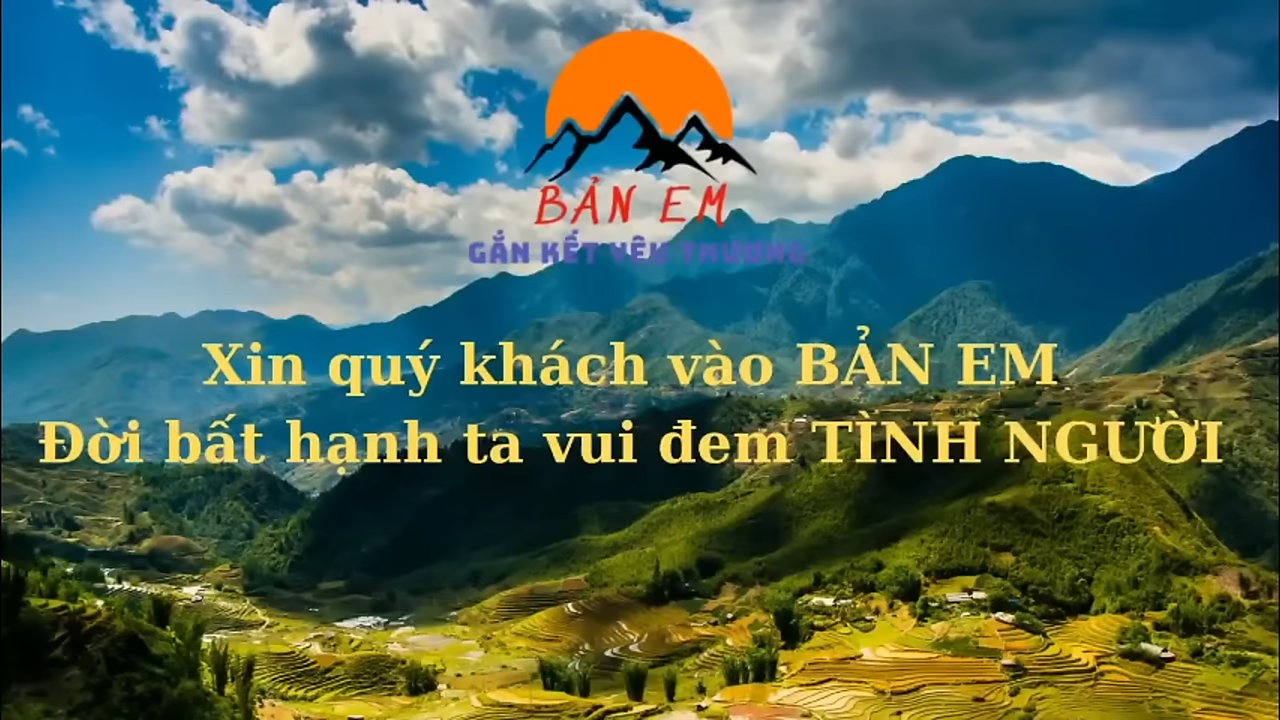 BẢN EM
GẮN KẾT YÊU THƯƠNG
Xin quý khách vào BẢN EM
Đời bất hạnh ta vui đem TÌNH NGƯỜI